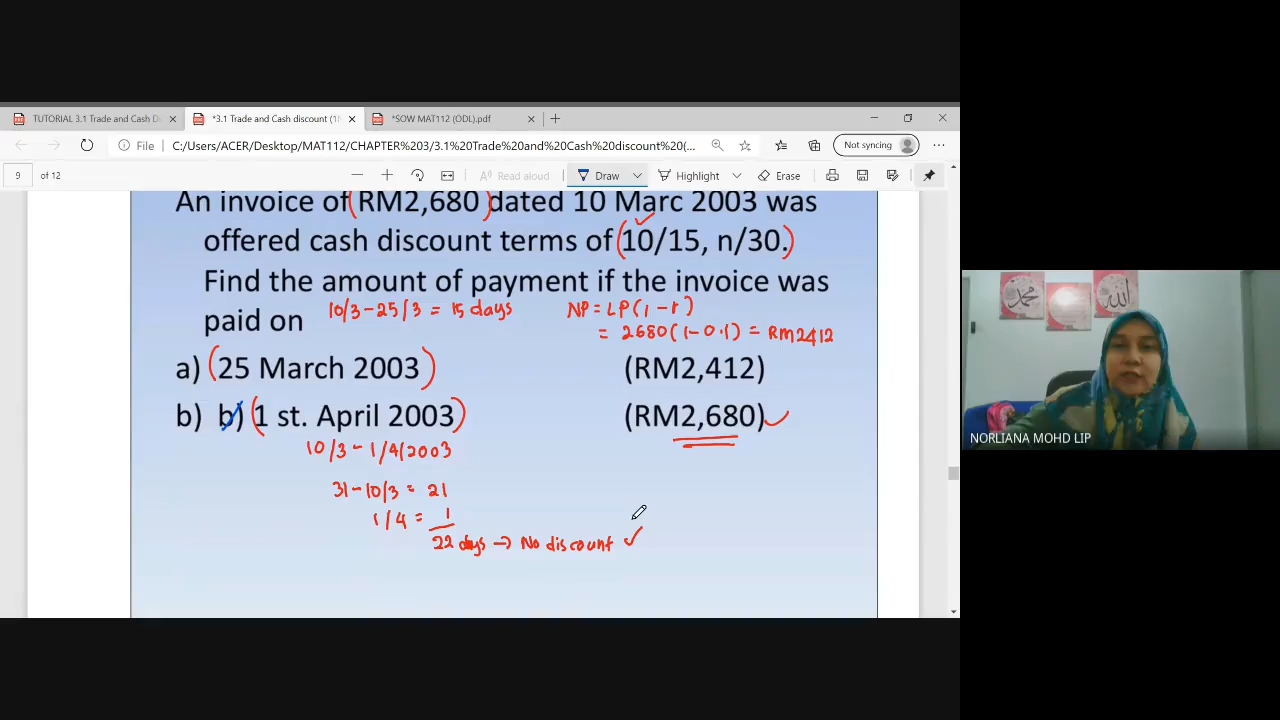 TUTORIAL 3.1 Trade and Cash Di
*3.1 Trade and Cash discount (1)
*SOW MAT112 (ODL).pdf
File C:/Users/ACER/Desktop/MAT112/CHAPTER%203/3.1%20Trade%20and%20Cash%20discount%20(... Not syncing
9 of 12 Read aloud Draw Highlight Erase
An invoice of (RM2,680) dated 10 Marc 2003 was
offered cash discount terms of (10/15, n/30.)
Find the amount of payment if the invoice was
10/3 - 25/3 = 15 days NP = LP(1-r)
paid on
= 2680(1-0.1) = RM2412
a) (25 March 2003) (RM2,412)
b) b) (1 st. April 2003) (RM2,680)
10/3 - 1/4/2003
31-10/3 = 21
1/4 = 1
22 days → No discount
NORLIANA MOHD LIP